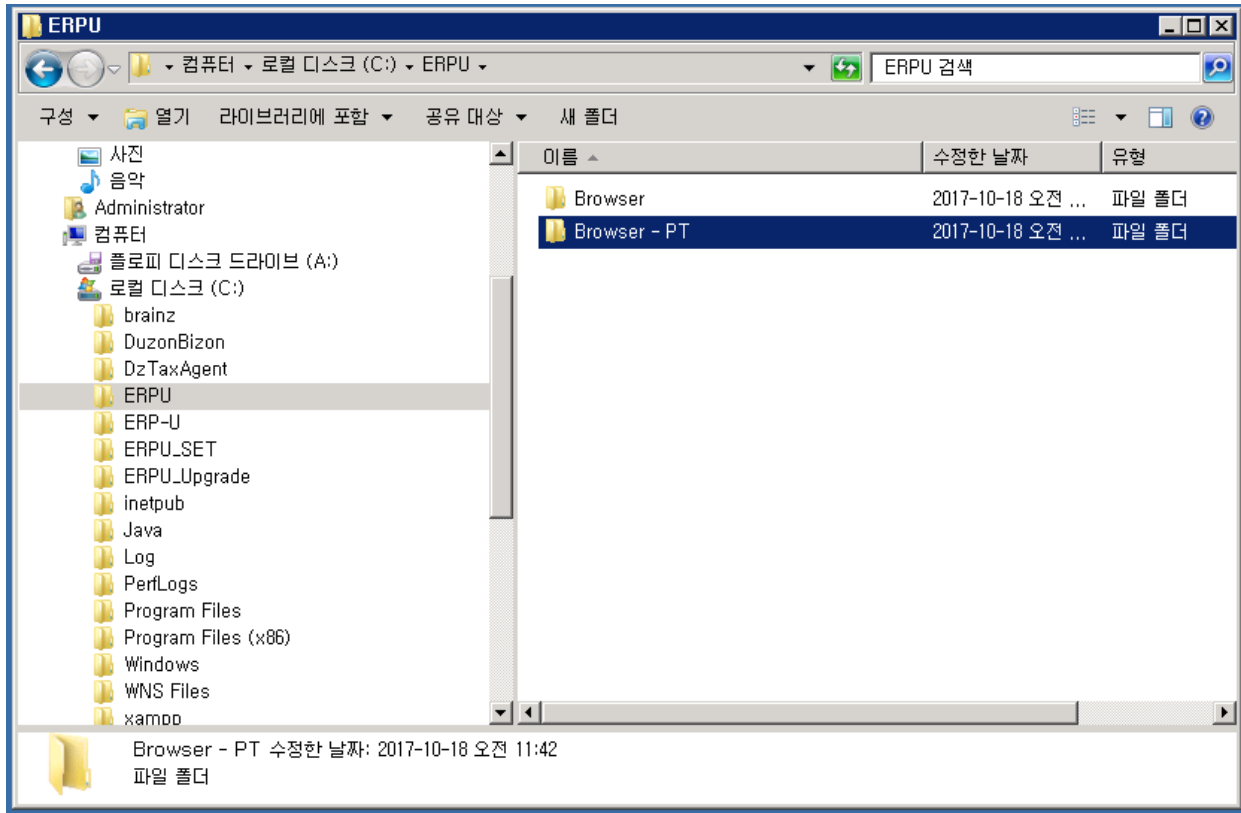 ERPU
컴퓨터 로컬 디스크 (C:) ERPU
ERPU 검색
구성 열기 라이브러리에 포함 공유 대상 새 폴더
사진
음악
Administrator
컴퓨터
플로피 디스크 드라이브 (A:)
로컬 디스크 (C:)
brainz
DuzonBizon
DzTaxAgent
ERPU
ERP-U
ERPU_SET
ERPU_Upgrade
inetpub
Java
Log
PerfLogs
Program Files
Program Files (x86)
Windows
WNS Files
xampp
이름 수정한 날짜 유형
Browser 2017-10-18 오전 ... 파일 폴더
Browser - PT 2017-10-18 오전 ... 파일 폴더
Browser - PT 수정한 날짜: 2017-10-18 오전 11:42
파일 폴더